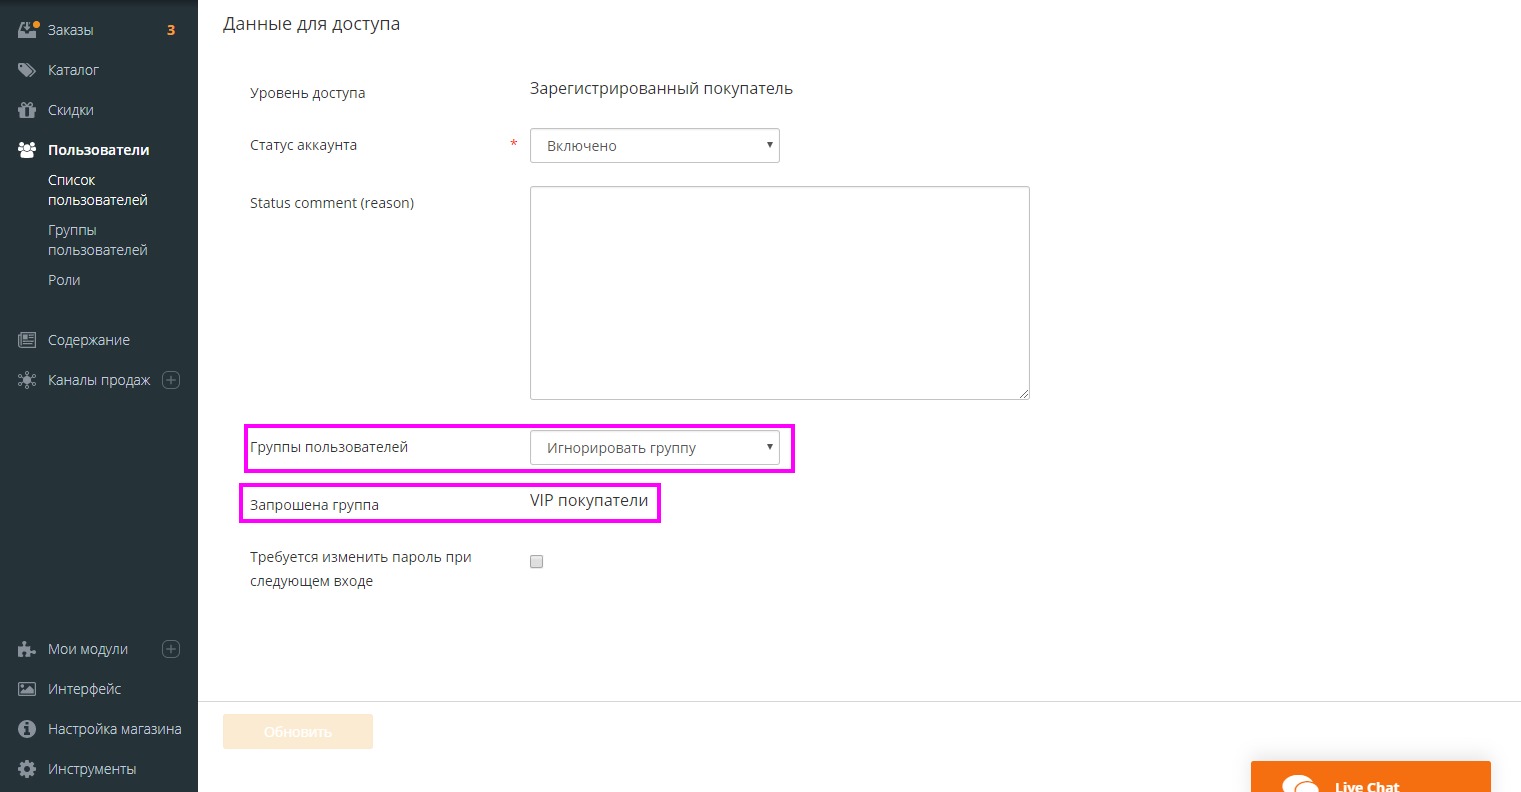 Заказы 3
Каталог
Скидки
Пользователи
Список
пользователей
Группы
пользователей
Роли
Содержание
Каналы продаж
Мои модули
Интерфейс
Настройка магазина
Инструменты
Данные для доступа
Уровень доступа Зарегистрированный покупатель
Статус аккаунта * Включено
Status comment (reason)
Группы пользователей Игнорировать группу
Запрошена группа VIP покупатели
Требуется изменить пароль при
следующем входе
Обновить
Live Chat